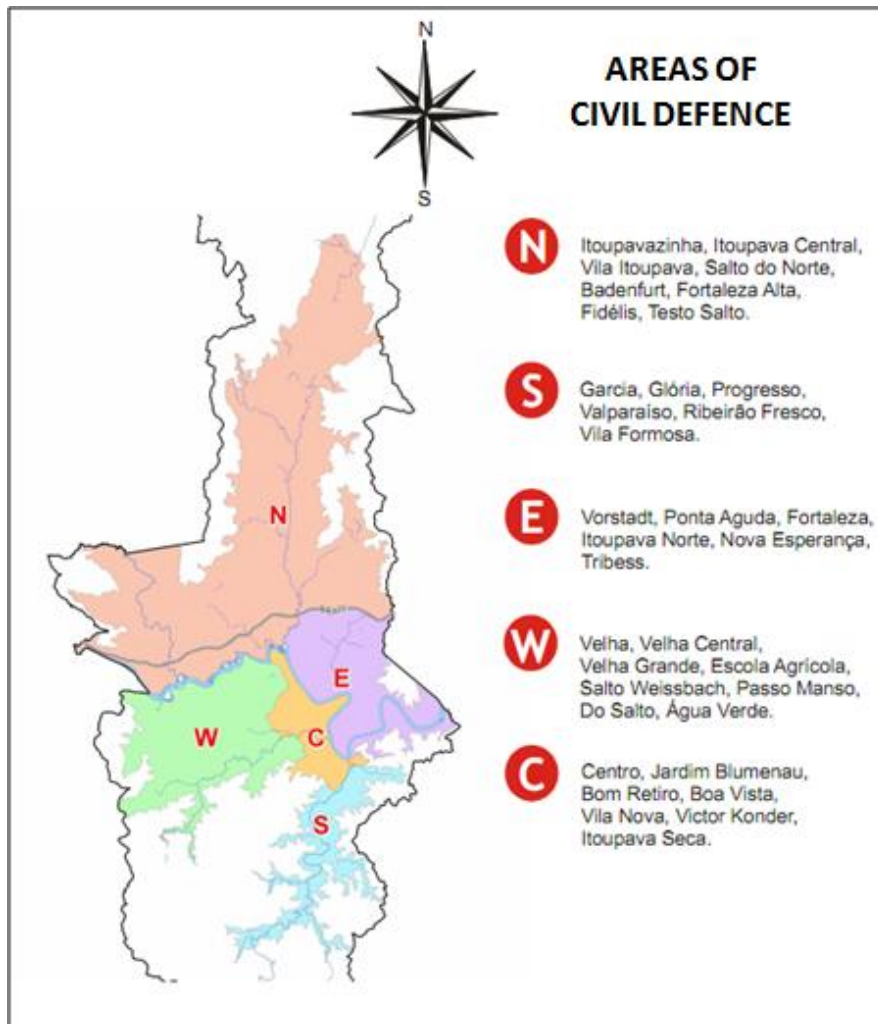 N
S
AREAS OF
CIVIL DEFENCE
N
Itoupavazinha, Itoupava Central,
Vila Itoupava, Salto do Norte,
Badenfurt, Fortaleza Alta,
Fidélis, Testo Salto.
S
Garcia, Glória, Progresso,
Valparaíso, Ribeirão Fresco,
Vila Formosa.
E
Vorstadt, Ponta Aguda, Fortaleza,
Itoupava Norte, Nova Esperança,
Tribess.
W
Velha, Velha Central,
Velha Grande, Escola Agrícola,
Salto Weissbach, Passo Manso,
Do Salto, Água Verde.
C
Centro, Jardim Blumenau,
Bom Retiro, Boa Vista,
Vila Nova, Victor Konder,
Itoupava Seca.
N
E
W
C
S